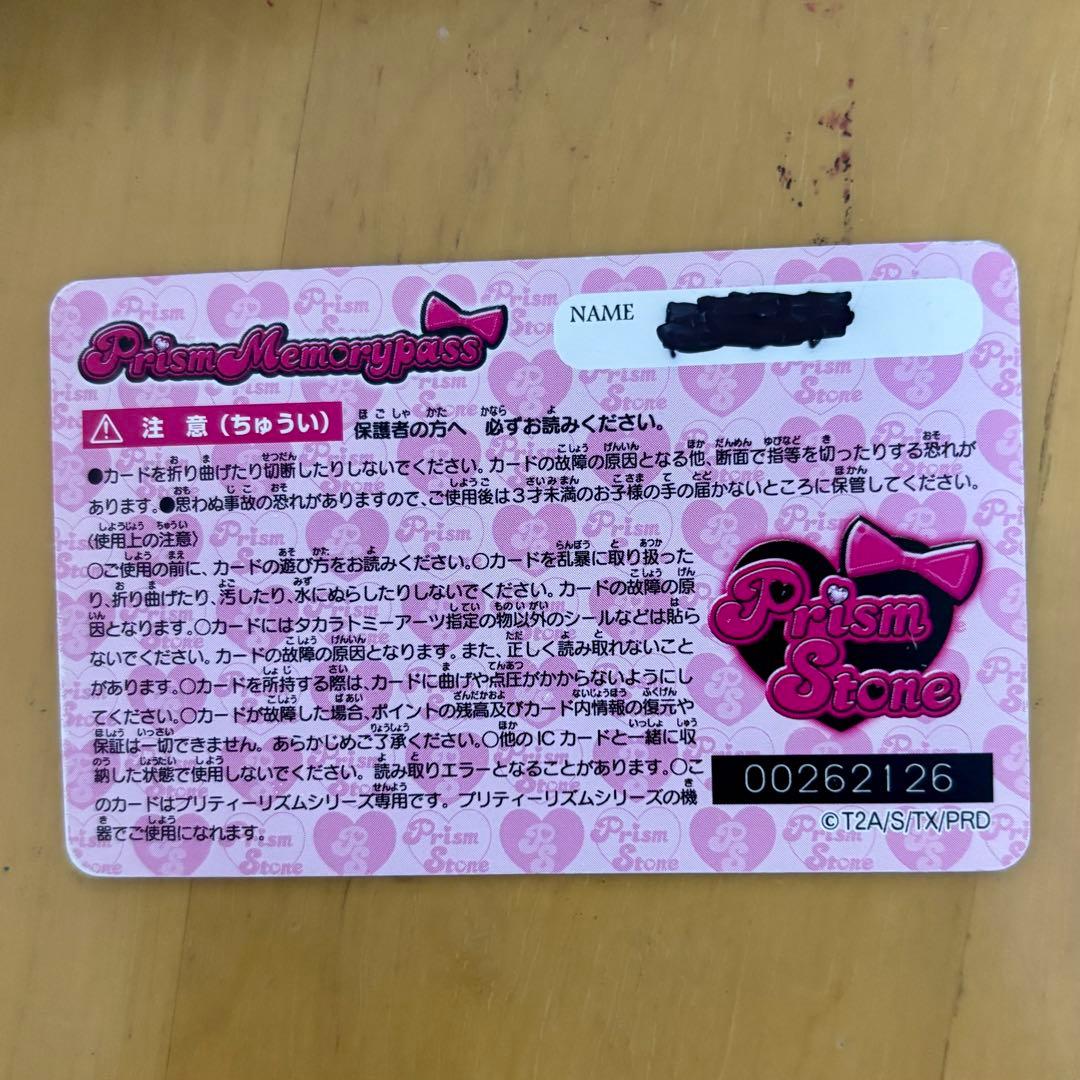 Prism Memorypass
NAME
注 意 (ちゅうい)
保護者の方へ 必ずお読みください。
●カードを折り曲げたり切断したりしないでください。カードの故障の原因となる他、断面で指等を切ったりする恐れが
あります。●思わぬ事故の恐れがありますので、ご使用後は3才未満のお子様の手の届かないところに保管してください。
〈使用上の注意〉
○ご使用の前に、カードの遊び方をお読みください。○カードを乱暴に取り扱った
り、折り曲げたり、汚したり、水にぬらしたりしないでください。カードの故障の原
因となります。○カードにはタカラトミーアーツ指定の物以外のシールなどは貼ら
ないでください。カードの故障の原因となります。また、正しく読み取れないこと
があります。○カードを所持する際は、カードに曲げや点圧がかからないようにし
てください。○カードが故障した場合、ポイントの残高及びカード内情報の復元や
保証は一切できません。あらかじめご了承ください。○他のICカードと一緒に収
納した状態で使用しないでください。読み取りエラーとなることがあります。○こ
のカードはプリティーリズムシリーズ専用です。プリティーリズムシリーズの機
器でご使用になれます。
Prism
Stone
00262126
©T2A/S/TX/PRD